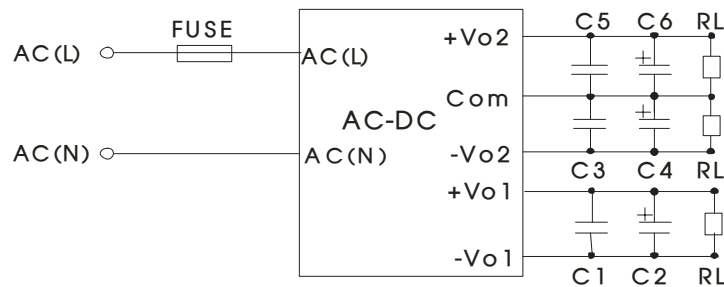 C5 C6 RL
FUSE
+Vo2
AC(L) AC(L)
Com
AC-DC
AC(N) AC(N)
-Vo2
C3 C4 RL
+Vo1
-Vo1
C1 C2 RL